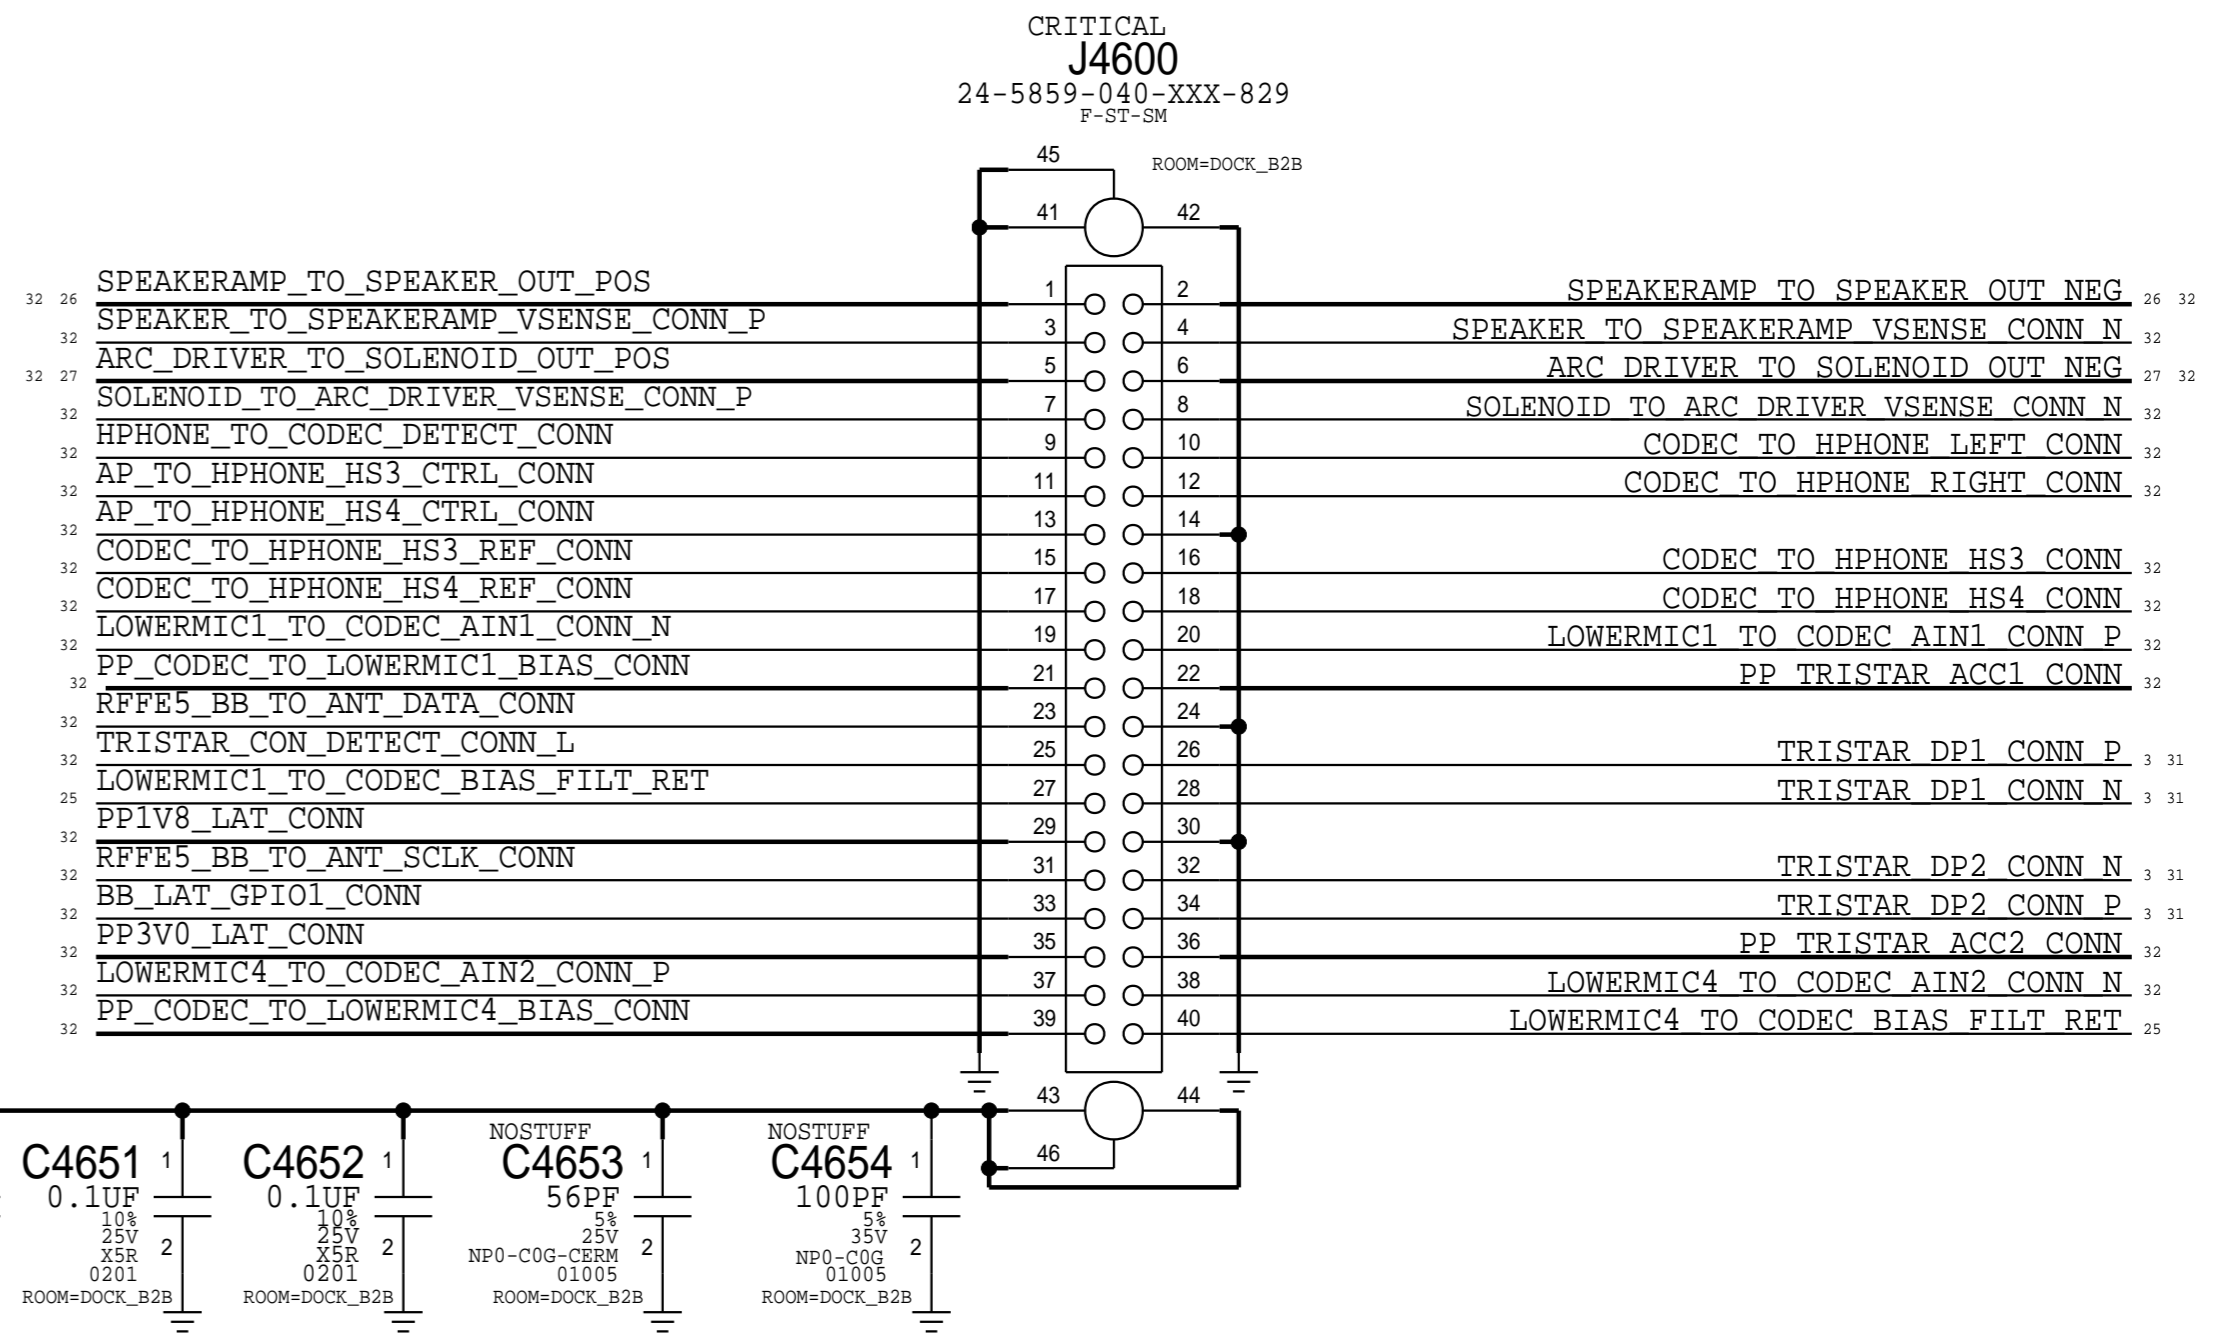 CRITICAL
J4600
24-5859-040-XXX-829
F-ST-SM
45
ROOM=DOCK_B2B
41 42
32 26 SPEAKERAMP_TO_SPEAKER_OUT_POS 1 2 SPEAKERAMP_TO_SPEAKER_OUT_NEG 26 32
32 SPEAKER_TO_SPEAKERAMP_VSENSE_CONN_P 3 4 SPEAKER_TO_SPEAKERAMP_VSENSE_CONN_N 32
32 27 ARC_DRIVER_TO_SOLENOID_OUT_POS 5 6 ARC_DRIVER_TO_SOLENOID_OUT_NEG 27 32
32 SOLENOID_TO_ARC_DRIVER_VSENSE_CONN_P 7 8 SOLENOID_TO_ARC_DRIVER_VSENSE_CONN_N 32
32 HPHONE_TO_CODEC_DETECT_CONN 9 10 CODEC_TO_HPHONE_LEFT_CONN 32
32 AP_TO_HPHONE_HS3_CTRL_CONN 11 12 CODEC_TO_HPHONE_RIGHT_CONN 32
32 AP_TO_HPHONE_HS4_CTRL_CONN 13 14
32 CODEC_TO_HPHONE_HS3_REF_CONN 15 16 CODEC_TO_HPHONE_HS3_CONN 32
32 CODEC_TO_HPHONE_HS4_REF_CONN 17 18 CODEC_TO_HPHONE_HS4_CONN 32
32 LOWERMIC1_TO_CODEC_AIN1_CONN_N 19 20 LOWERMIC1_TO_CODEC_AIN1_CONN_P 32
32 PP_CODEC_TO_LOWERMIC1_BIAS_CONN 21 22 PP_TRISTAR_ACC1_CONN 32
32 RFFE5_BB_TO_ANT_DATA_CONN 23 24
32 TRISTAR_CON_DETECT_CONN_L 25 26 TRISTAR_DP1_CONN_P 3 31
25 LOWERMIC1_TO_CODEC_BIAS_FILT_RET 27 28 TRISTAR_DP1_CONN_N 3 31
32 PP1V8_LAT_CONN 29 30
32 RFFE5_BB_TO_ANT_SCLK_CONN 31 32 TRISTAR_DP2_CONN_N 3 31
32 BB_LAT_GPIO1_CONN 33 34 TRISTAR_DP2_CONN_P 3 31
32 PP3V0_LAT_CONN 35 36 PP_TRISTAR_ACC2_CONN 32
32 LOWERMIC4_TO_CODEC_AIN2_CONN_P 37 38 LOWERMIC4_TO_CODEC_AIN2_CONN_N 32
32 PP_CODEC_TO_LOWERMIC4_BIAS_CONN 39 40 LOWERMIC4_TO_CODEC_BIAS_FILT_RET 25
43 44
46
C4651 1
0.1UF
10%
25V
X5R 2
0201
ROOM=DOCK_B2B
C4652 1
0.1UF
10%
25V
X5R 2
0201
ROOM=DOCK_B2B
NOSTUFF
C4653 1
56PF
5%
25V
NP0-C0G-CERM 2
01005
ROOM=DOCK_B2B
NOSTUFF
C4654 1
100PF
5%
35V
NP0-C0G 2
01005
ROOM=DOCK_B2B